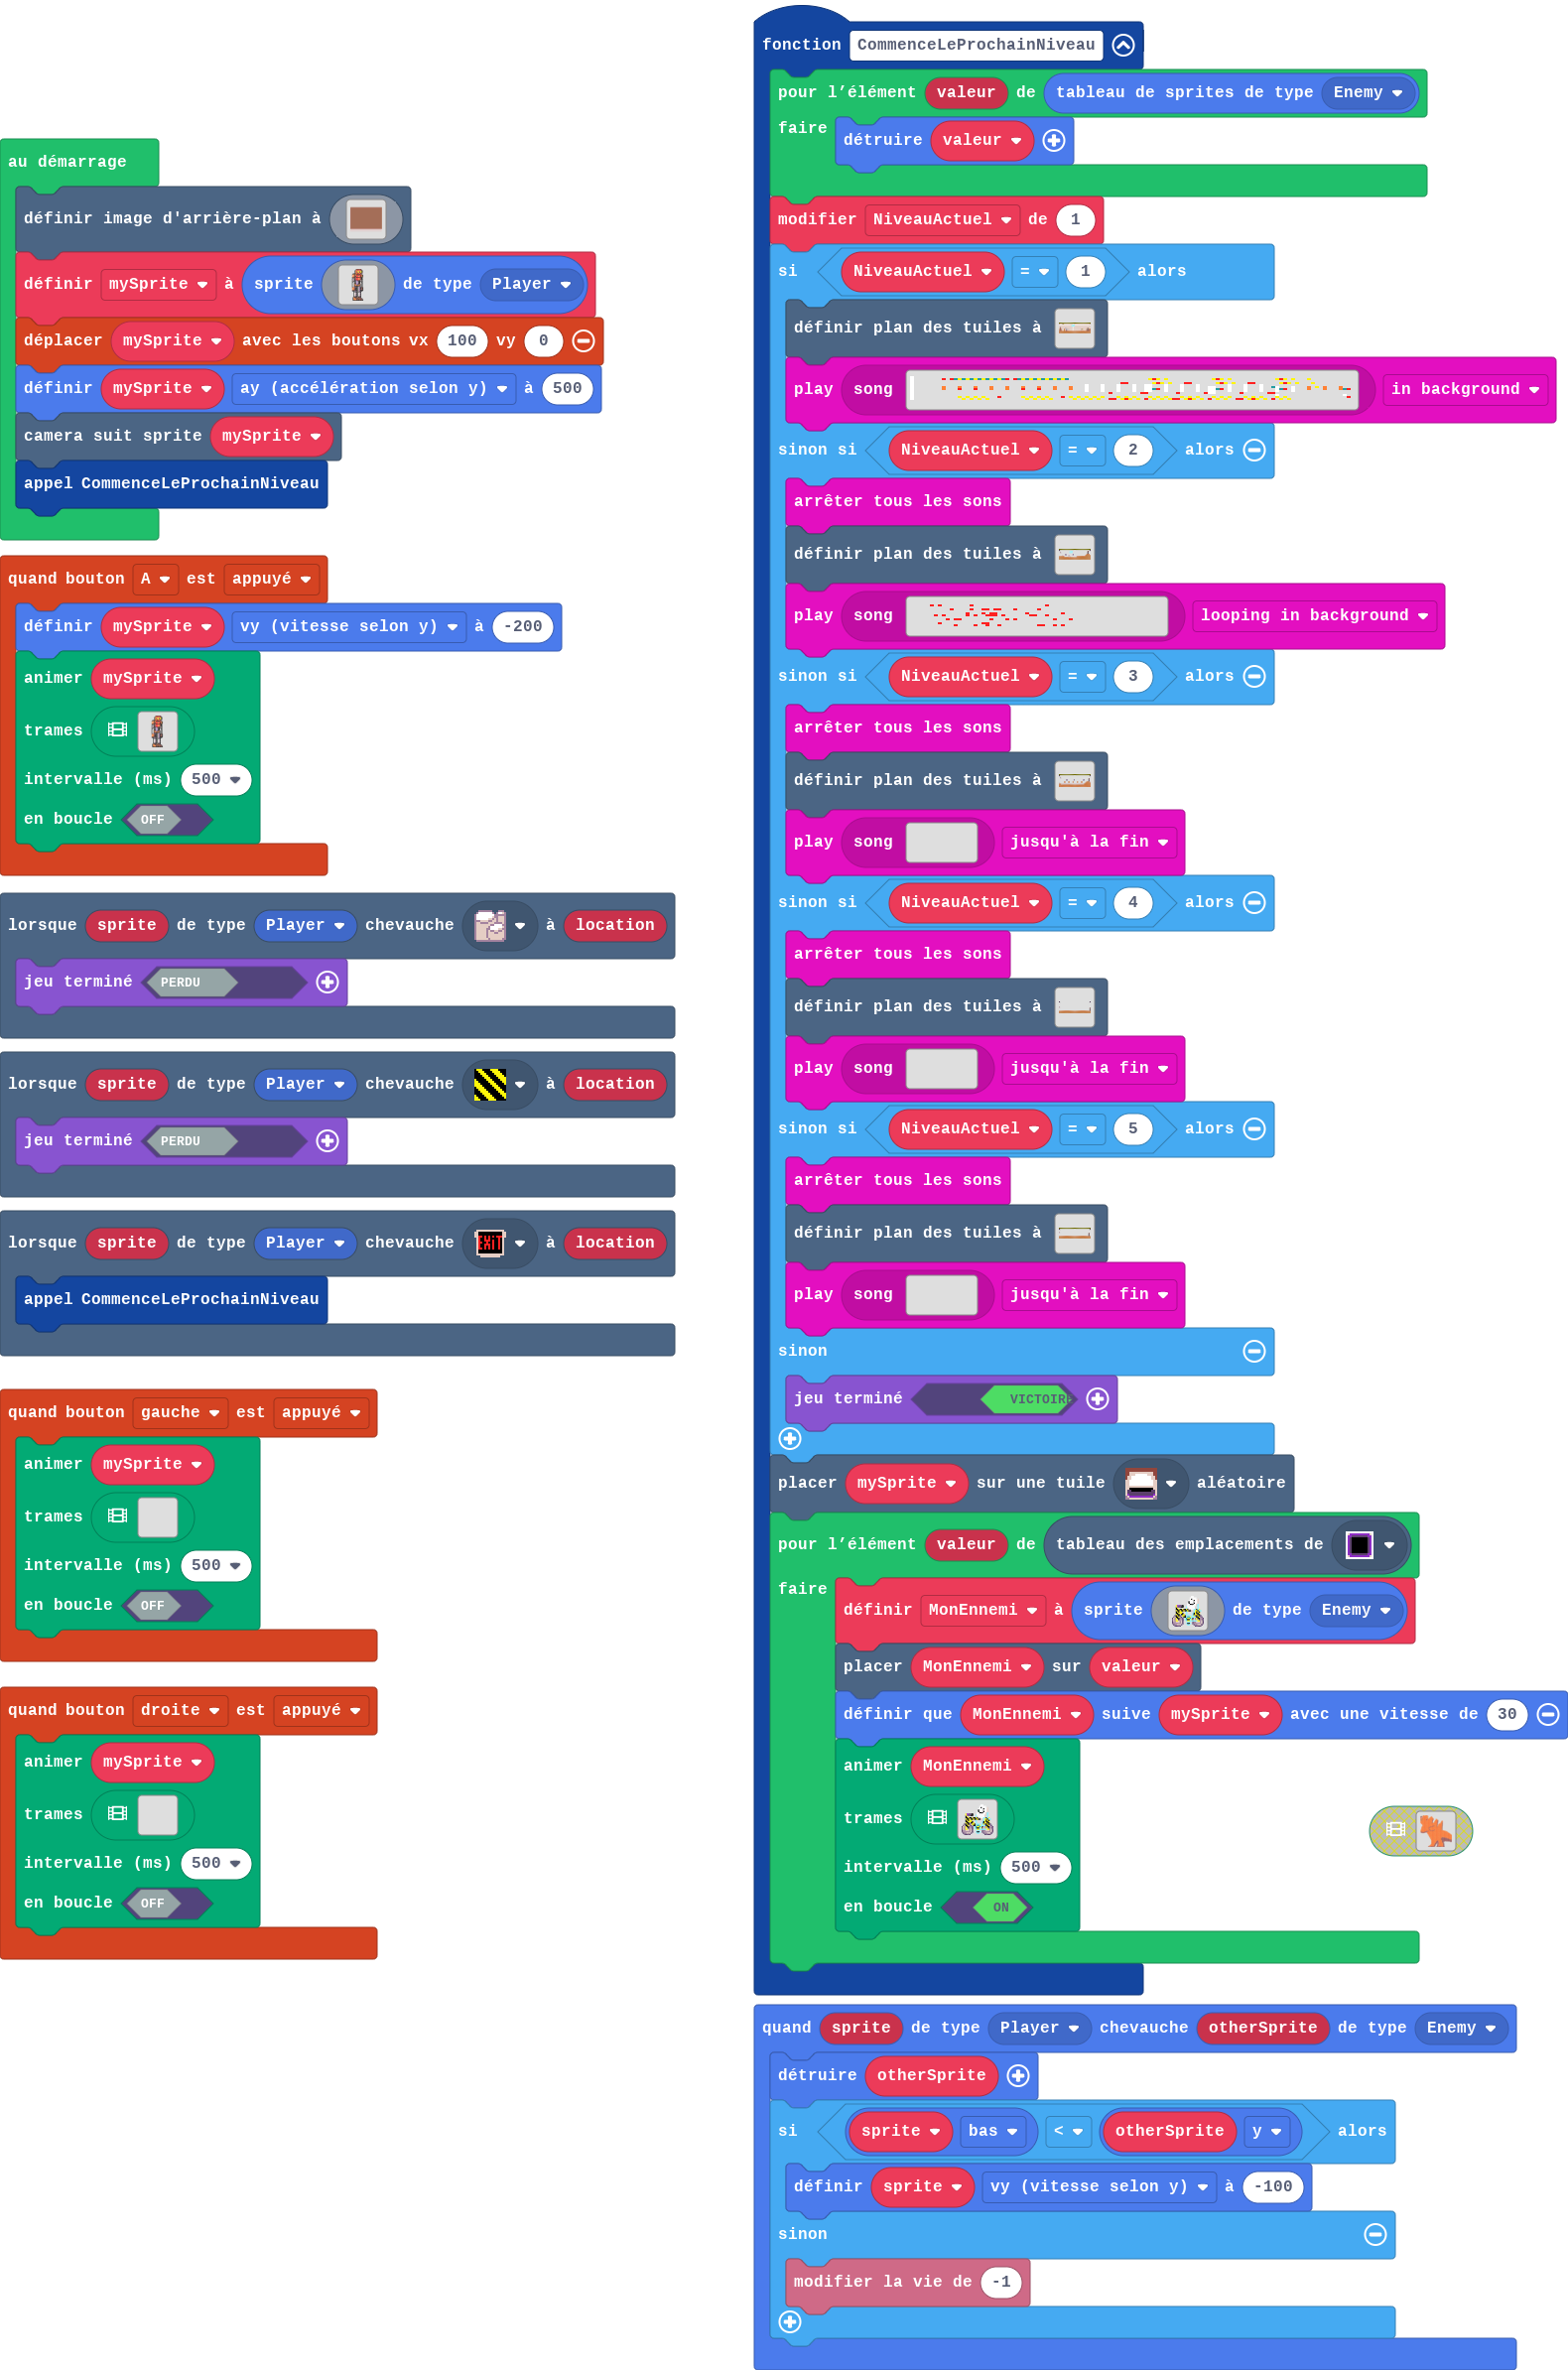 au démarrage
définir image d'arrière-plan à
définir mySprite à sprite de type Player
déplacer mySprite avec les boutons vx 100 vy 0
définir mySprite ay (accélération selon y) à 500
camera suit sprite mySprite
appel CommenceLeProchainNiveau
quand bouton A est appuyé
définir mySprite vy (vitesse selon y) à -200
animer mySprite
trames
intervalle (ms) 500
en boucle OFF
lorsque sprite de type Player chevauche à location
jeu terminé PERDU
lorsque sprite de type Player chevauche à location
jeu terminé PERDU
lorsque sprite de type Player chevauche EXiT à location
appel CommenceLeProchainNiveau
quand bouton gauche est appuyé
animer mySprite
trames
intervalle (ms) 500
en boucle OFF
quand bouton droite est appuyé
animer mySprite
trames
intervalle (ms) 500
en boucle OFF
fonction CommenceLeProchainNiveau
pour l’élément valeur de tableau de sprites de type Enemy
faire détruire valeur
modifier NiveauActuel de 1
si NiveauActuel = 1 alors
définir plan des tuiles à
play song in background
sinon si NiveauActuel = 2 alors
arrêter tous les sons
définir plan des tuiles à
play song looping in background
sinon si NiveauActuel = 3 alors
arrêter tous les sons
définir plan des tuiles à
play song jusqu'à la fin
sinon si NiveauActuel = 4 alors
arrêter tous les sons
définir plan des tuiles à
play song jusqu'à la fin
sinon si NiveauActuel = 5 alors
arrêter tous les sons
définir plan des tuiles à
play song jusqu'à la fin
sinon
jeu terminé VICTOIRE
placer mySprite sur une tuile aléatoire
pour l’élément valeur de tableau des emplacements de
faire définir MonEnnemi à sprite de type Enemy
placer MonEnnemi sur valeur
définir que MonEnnemi suive mySprite avec une vitesse de 30
animer MonEnnemi
trames
intervalle (ms) 500
en boucle ON
quand sprite de type Player chevauche otherSprite de type Enemy
détruire otherSprite
si sprite bas < otherSprite y alors
définir sprite vy (vitesse selon y) à -100
sinon
modifier la vie de -1